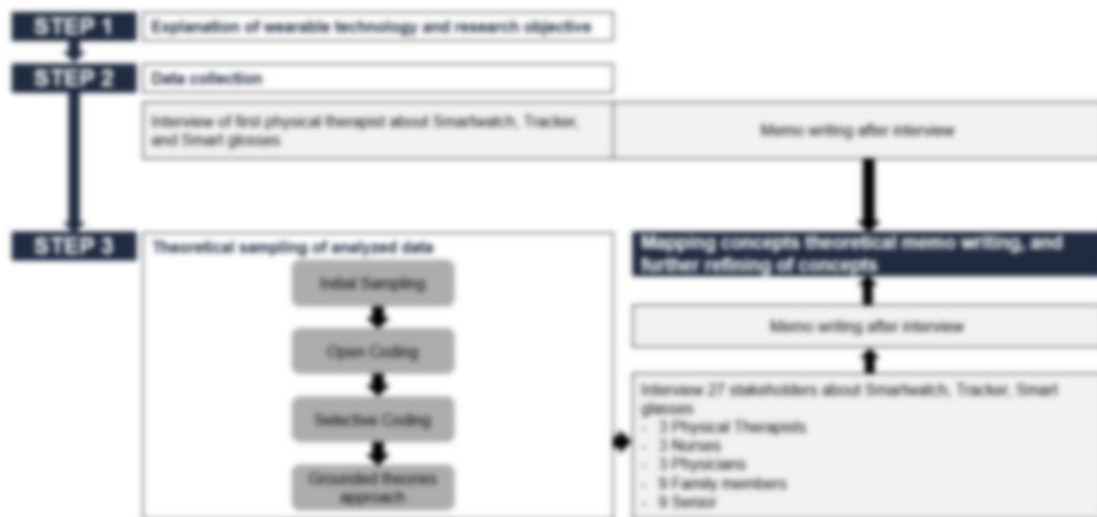 STEP 1
Explanation of wearable technology and research objective
STEP 2
Data collection
Interview of first physical therapist about Smartwatch, Tracker,
and Smart glosses
Memo writing after interview
STEP 3
Theoretical sampling of analyzed data
Initial Sampling
Open Coding
Selective Coding
Grounded theories
approach
Mapping concepts theoretical memo writing, and
further refining of concepts
Memo writing after interview
Interview 27 stakeholders about Smartwatch, Tracker, Smart
glasses
- 3 Physical Therapists
- 3 Nurses
- 3 Physicians
- 9 Family members
- 9 Senior